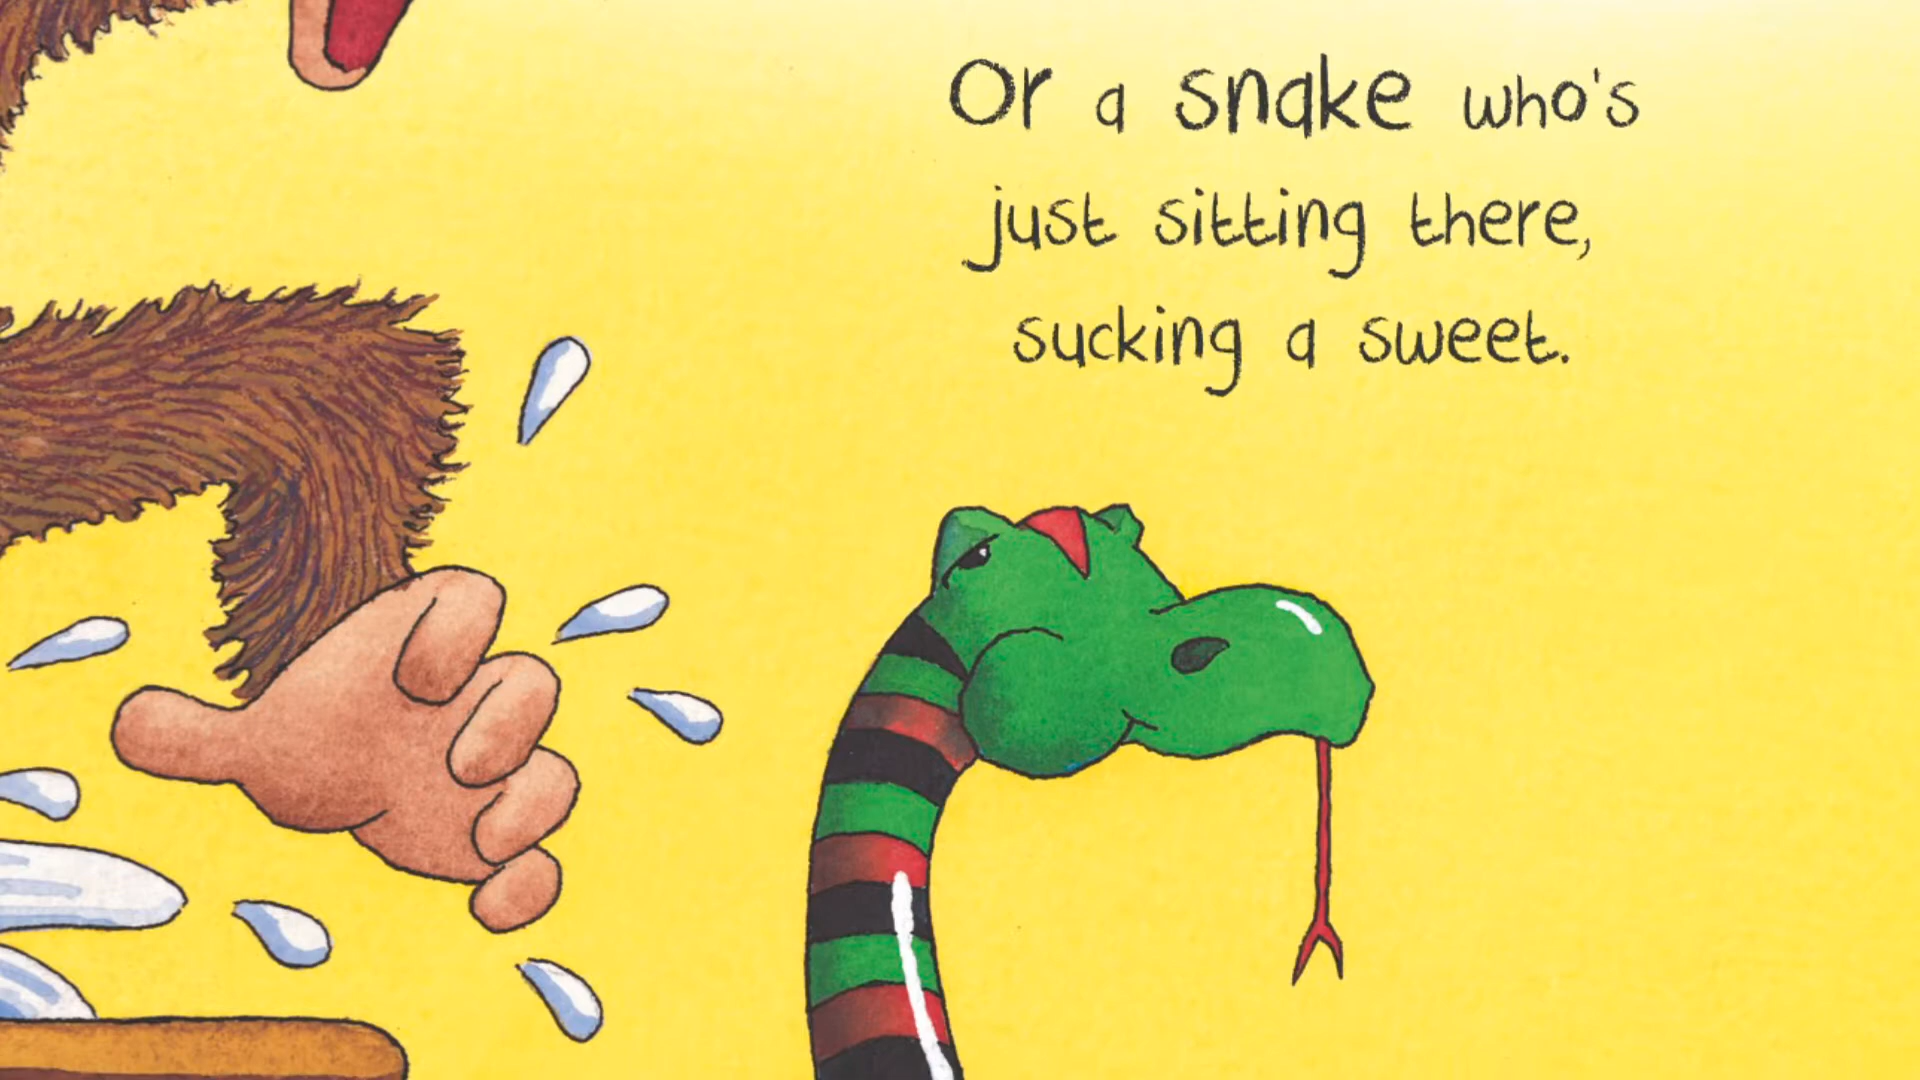 Or a snake who's
just sitting there,
sucking a sweet.